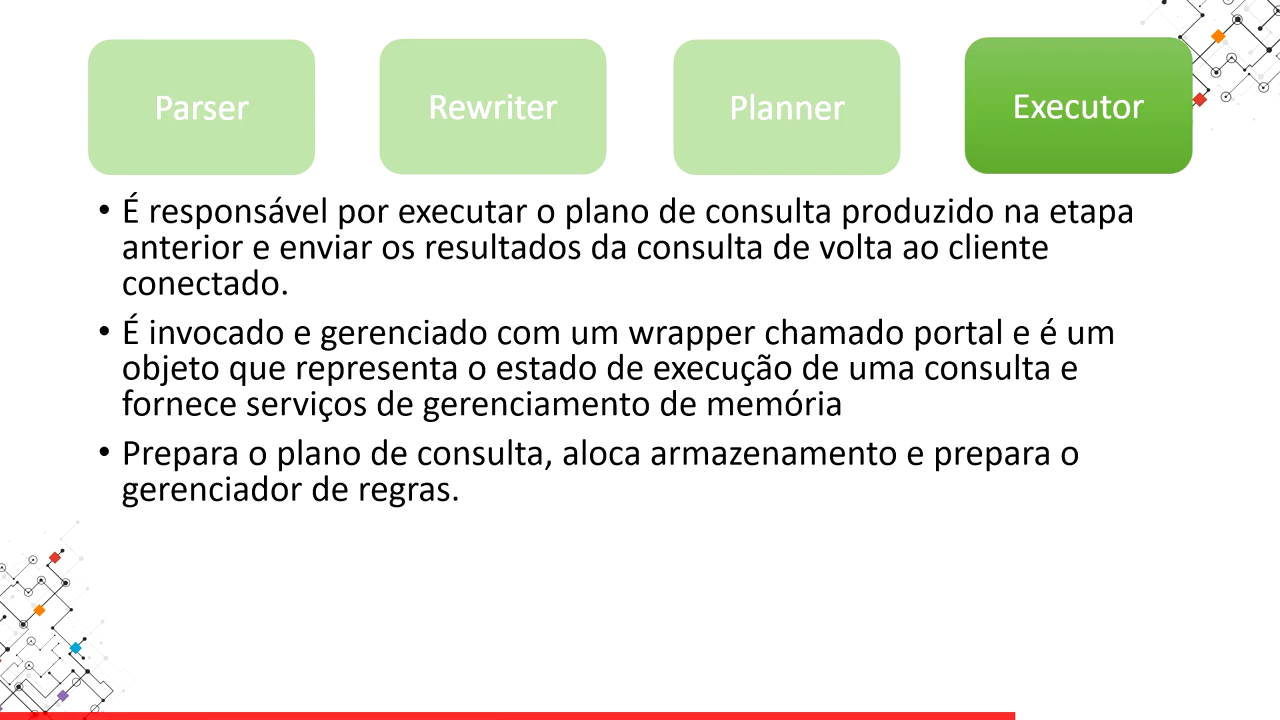 Parser
Rewriter
Planner
Executor
• É responsável por executar o plano de consulta produzido na etapa
anterior e enviar os resultados da consulta de volta ao cliente
conectado.
• É invocado e gerenciado com um wrapper chamado portal e é um
objeto que representa o estado de execução de uma consulta e
fornece serviços de gerenciamento de memória
• Prepara o plano de consulta, aloca armazenamento e prepara o
gerenciador de regras.